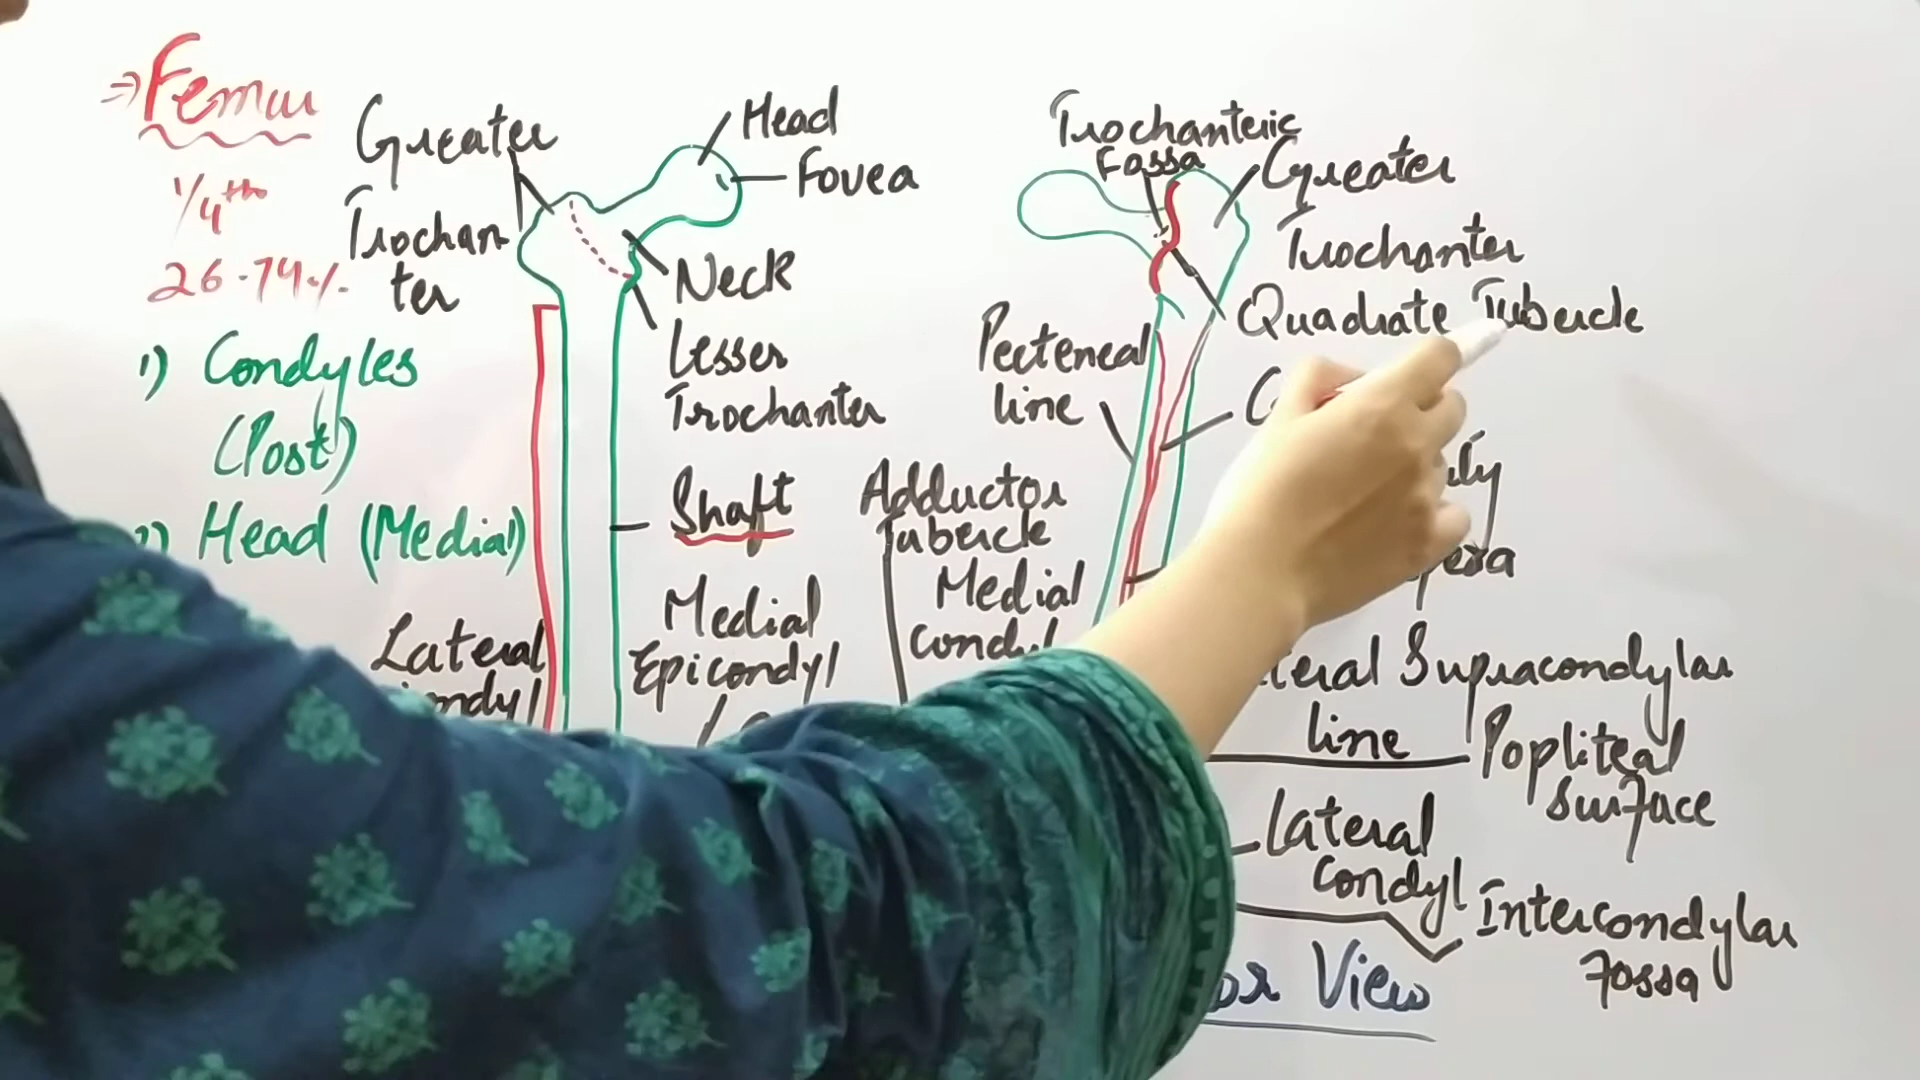 ⇒ Femur
1/4th
26.74%
1) Condyles
(Post)
2) Head (Medial)
Greater
Trochan
ter
Head
Fovea
Neck
Lesser
Trochanter
Shaft
Medial
Epicondyl
Lateral
Trochanteric
Fossa
Greater
Trochanter
Quadrate Tubercle
Pecteneal
line
Adductor
Tubercle
Medial
Supracondylar
line
Popliteal
Surface
Lateral
Condyl
Intercondylar
Fossa
View